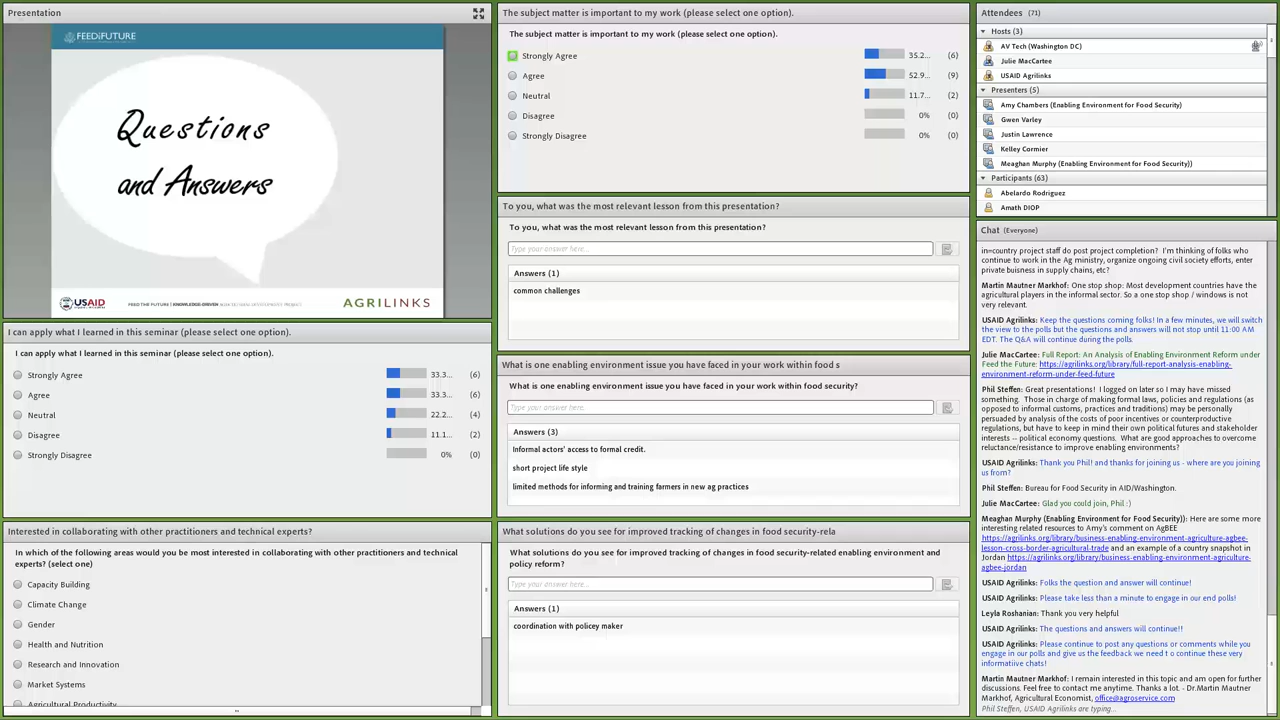 Presentation
FEED FUTURE
Questions
and Answers
USAID
AGRILINKS
I can apply what I learned in this seminar (please select one option).
I can apply what I learned in this seminar (please select one option).
Strongly Agree 33.3... (6)
Agree 33.3... (6)
Neutral 22.2... (4)
Disagree 11.1... (2)
Strongly Disagree 0% (0)
Interested in collaborating with other practitioners and technical experts?
In which of the following areas would you be most interested in collaborating with other practitioners and technical
experts? (select one)
Capacity Building
Climate Change
Gender
Health and Nutrition
Research and Innovation
Market Systems
Agricultural Productivity
The subject matter is important to my work (please select one option).
The subject matter is important to my work (please select one option).
Strongly Agree 35.2... (6)
Agree 52.9... (9)
Neutral 11.7... (2)
Disagree 0% (0)
Strongly Disagree 0% (0)
To you, what was the most relevant lesson from this presentation?
To you, what was the most relevant lesson from this presentation?
Type your answer here...
Answers (1)
common challenges
What is one enabling environment issue you have faced in your work within food s
What is one enabling environment issue you have faced in your work within food security?
Type your answer here...
Answers (3)
Informal actors' access to formal credit.
short project life style
limited methods for informing and training farmers in new ag practices
What solutions do you see for improved tracking of changes in food security-rela
What solutions do you see for improved tracking of changes in food security-related enabling environment and
policy reform?
Type your answer here...
Answers (1)
coordination with policey maker
Attendees (71)
Hosts (3)
AV Tech (Washington DC)
Julie MacCartee
USAID Agrilinks
Presenters (5)
Amy Chambers (Enabling Environment for Food Security)
Gwen Varley
Justin Lawrence
Kelley Cormier
Meaghan Murphy (Enabling Environment for Food Security))
Participants (63)
Abelardo Rodriguez
Amath DIOP
Chat (Everyone)
in=country project staff do post project completion? I'm thinking of folks who
continue to work in the Ag ministry, organize ongoing civil society efforts, enter
private busineess in supply chains, etc?
Martin Mautner Markhof: One stop shop: Most development countries have the
agricultural players in the informal sector. So a one stop shop / windows is not
very relevant.
USAID Agrilinks: Keep the questions coming folks! In a few minutes, we will switch
the view to the polls but the questions and answers will not stop until 11:00 AM
EDT. The Q&A will continue during the polls.
Julie MacCartee: Full Report: An Analysis of Enabling Environment Reform under
Feed the Future: https://agrilinks.org/library/full-report-analysis-enabling-
environment-reform-under-feed-future
Phil Steffen: Great presentations! I logged on later so I may have missed
something. Those in charge of making formal laws, policies and regulations (as
opposed to informal customs, practices and traditions) may be personally
persuaded by analysis of the costs of poor incentives or counterproductive
regulations, but have to keep in mind their own political futures and stakeholder
interests -- political economy questions. What are good approaches to overcome
reluctance/resistance to improve enabling environments?
USAID Agrilinks: Thank you Phil! and thanks for joining us - where are you joining
us from?
Phil Steffen: Bureau for Food Security in AID/Washington.
Julie MacCartee: Glad you could join, Phil :)
Meaghan Murphy (Enabling Environment for Food Security)): Here are some more
interesting related resources to Amy's comment on AgBEE
https://agrilinks.org/library/business-enabling-environment-agriculture-agbee-
lesson-cross-border-agricultural-trade and an example of a country snapshot in
Jordan https://agrilinks.org/library/business-enabling-environment-agriculture-
agbee-jordan
USAID Agrilinks: Folks the question and answer will continue!
USAID Agrilinks: Please take less than a minute to engage in our end polls!
Leyla Roshanian: Thank you very helpful
USAID Agrilinks: The questions and answers will continue!!
USAID Agrilinks: Please continue to post any questions or comments while you
engage in our polls and give us the feedback we need t o continue these very
informatiive chats!
Martin Mautner Markhof: I remain interested in this topic and am open for further
discussions. Feel free to contact me anytime. Thanks a lot. - Dr.Martin Mautner
Markhof, Agricultural Economist, office@agroservice.com
Phil Steffen, USAID Agrilinks are typing...